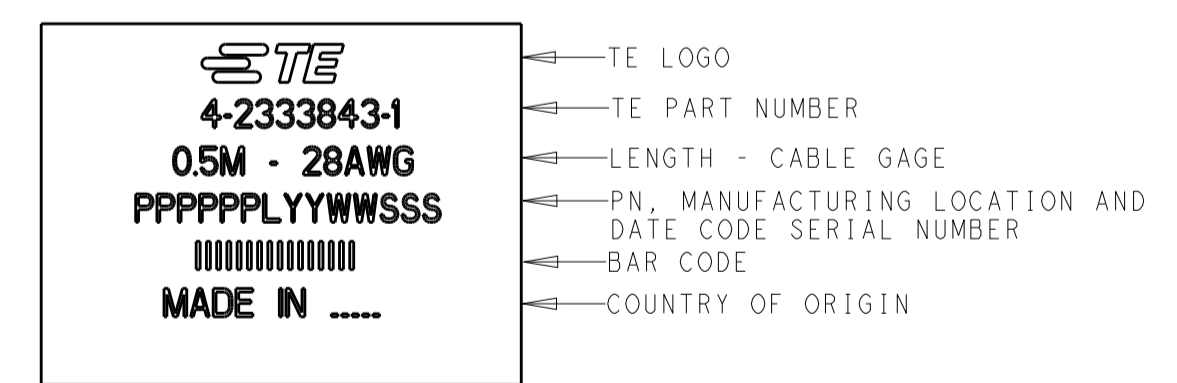 TE
TE LOGO
4-2333843-1
TE PART NUMBER
0.5M - 28AWG
LENGTH - CABLE GAGE
PPPPPPLYYWWSSS
PN, MANUFACTURING LOCATION AND
DATE CODE SERIAL NUMBER
BAR CODE
MADE IN _____
COUNTRY OF ORIGIN